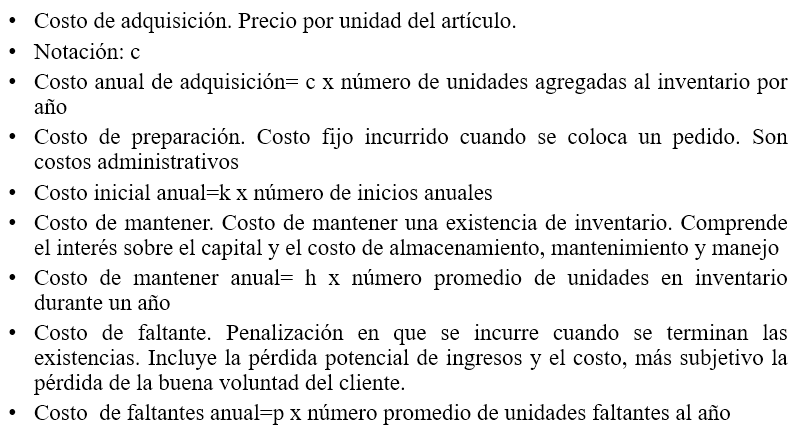 • Costo de adquisición. Precio por unidad del artículo.
• Notación: c
• Costo anual de adquisición= c x número de unidades agregadas al inventario por
año
• Costo de preparación. Costo fijo incurrido cuando se coloca un pedido. Son
costos administrativos
• Costo inicial anual=k x número de inicios anuales
• Costo de mantener. Costo de mantener una existencia de inventario. Comprende
el interés sobre el capital y el costo de almacenamiento, mantenimiento y manejo
• Costo de mantener anual= h x número promedio de unidades en inventario
durante un año
• Costo de faltante. Penalización en que se incurre cuando se terminan las
existencias. Incluye la pérdida potencial de ingresos y el costo, más subjetivo la
pérdida de la buena voluntad del cliente.
• Costo de faltantes anual=p x número promedio de unidades faltantes al año